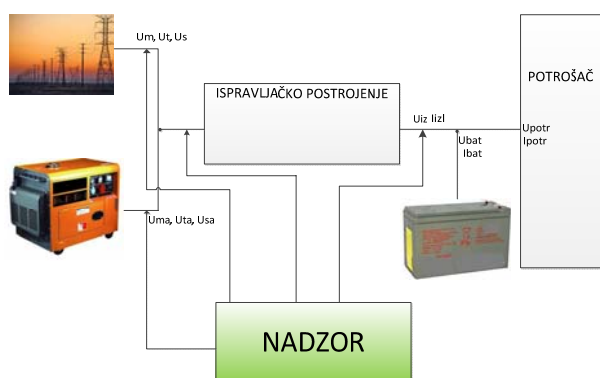 Um, Ut, Us
ISPRAVLJAČKO POSTROJENJE
POTROŠAČ
Uiz Iizl
Ubat
Ibat
Upotr
Ipotr
Uma, Uta, Usa
NADZOR